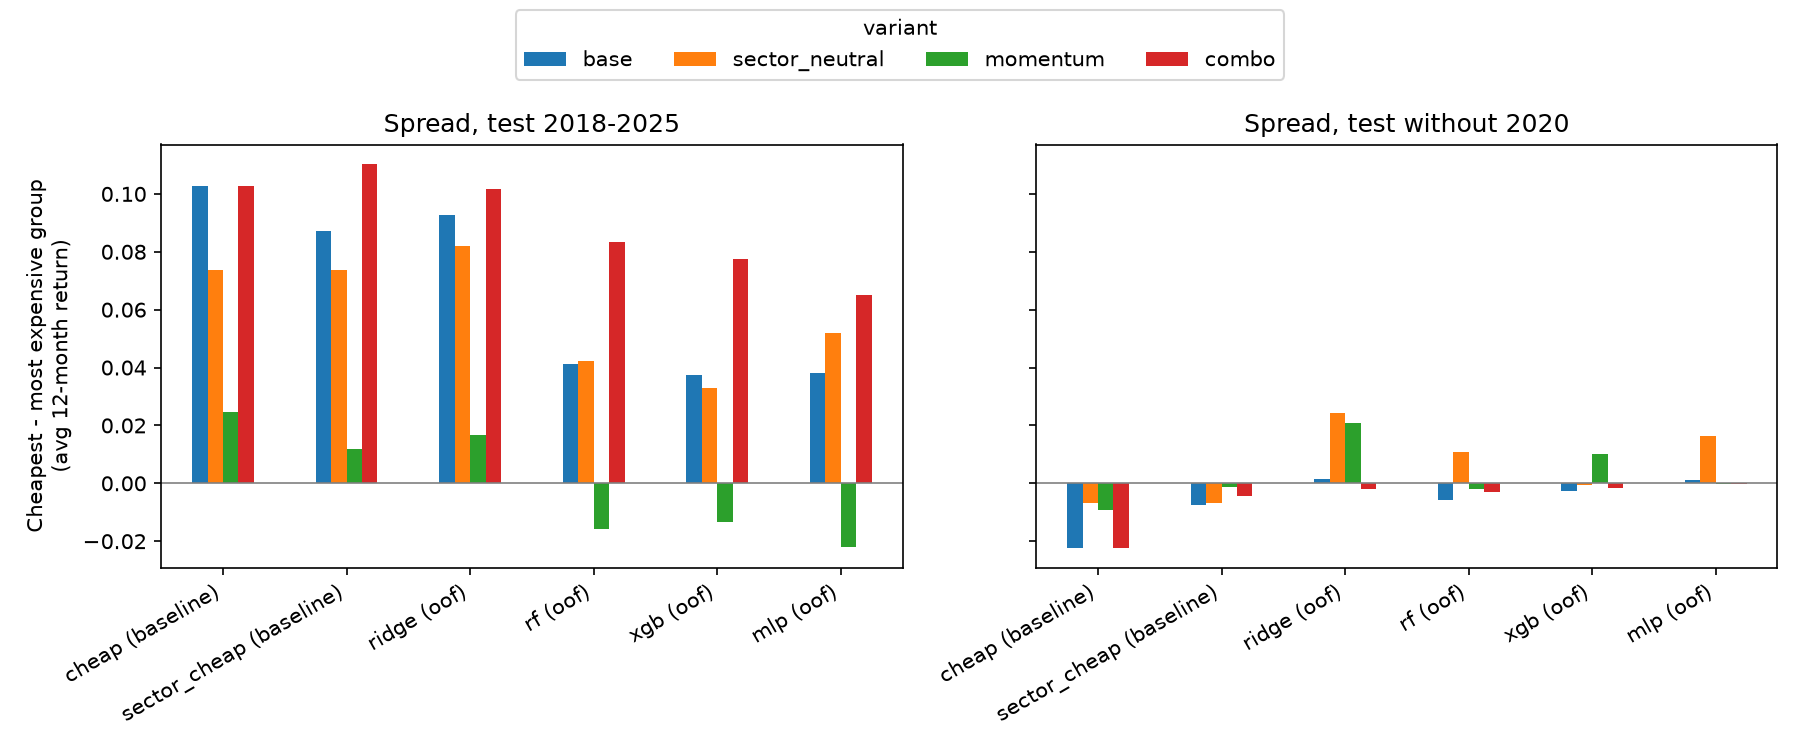 variant
base sector_neutral momentum combo
Spread, test 2018-2025
Cheapest - most expensive group
(avg 12-month return)
0.10
0.08
0.06
0.04
0.02
0.00
−0.02
cheap (baseline)
sector_cheap (baseline)
ridge (oof)
rf (oof)
xgb (oof)
mlp (oof)
Spread, test without 2020
cheap (baseline)
sector_cheap (baseline)
ridge (oof)
rf (oof)
xgb (oof)
mlp (oof)